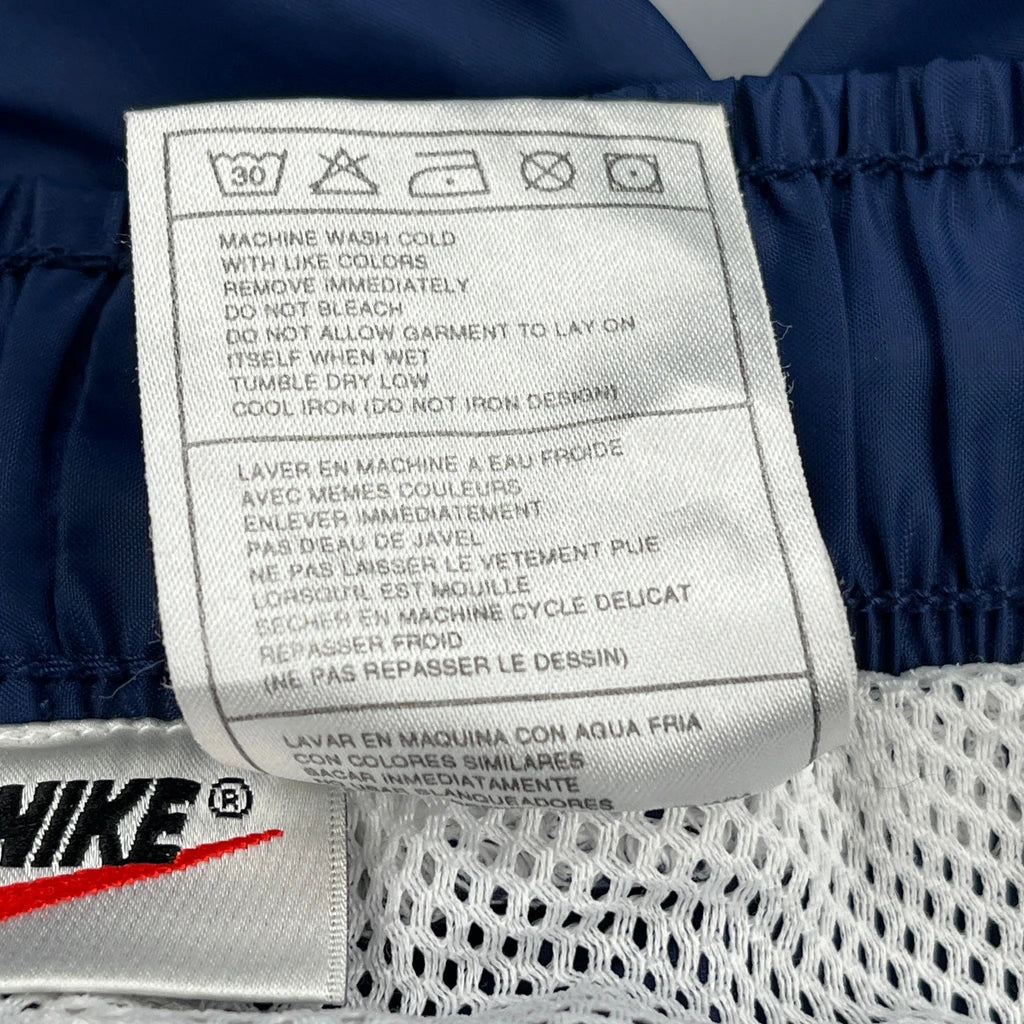 30
MACHINE WASH COLD
WITH LIKE COLORS
REMOVE IMMEDIATELY
DO NOT BLEACH
DO NOT ALLOW GARMENT TO LAY ON
ITSELF WHEN WET
TUMBLE DRY LOW
COOL IRON (DO NOT IRON DESIGN)
LAVER EN MACHINE A EAU FROIDE
AVEC MEMES COULEURS
ENLEVER IMMEDIATEMENT
PAS D'EAU DE JAVEL
NE PAS LAISSER LE VETEMENT PLIE
LORSQU'IL EST MOUILLE
SECHER EN MACHINE CYCLE DELICAT
REPASSER FROID
(NE PAS REPASSER LE DESSIN)
LAVAR EN MAQUINA CON AQUA FRIA
CON COLORES SIMILARES
SACAR INMEDIATAMENTE
BLANQUEADORES
NIKE®